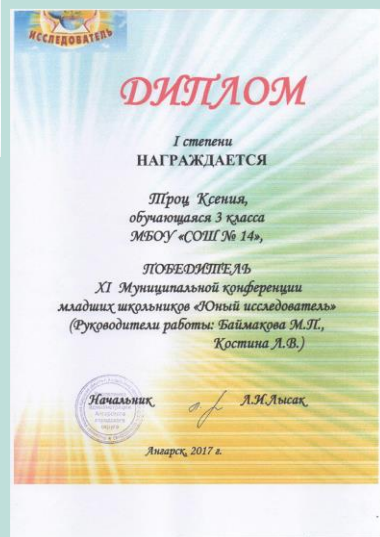 ИССЛЕДОВАТЕЛЬ
ДИПЛОМ
I степени
НАГРАЖДАЕТСЯ
Троц Ксения,
обучающаяся 3 класса
МБОУ «СОШ № 14»,
ПОБЕДИТЕЛЬ
XI Муниципальной конференции
младших школьников «Юный исследователь»
(Руководители работы: Баймакова М.П.,
Костина Л.В.)
Начальник Л.И.Лысак
Ангарск, 2017 г.